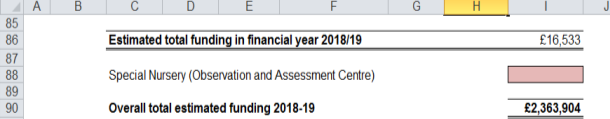 A B C D E F G H I J
85
86 Estimated total funding in financial year 2018/19 £16,533
87
88 Special Nursery (Observation and Assessment Centre)
89
90 Overall total estimated funding 2018-19 £2,363,904